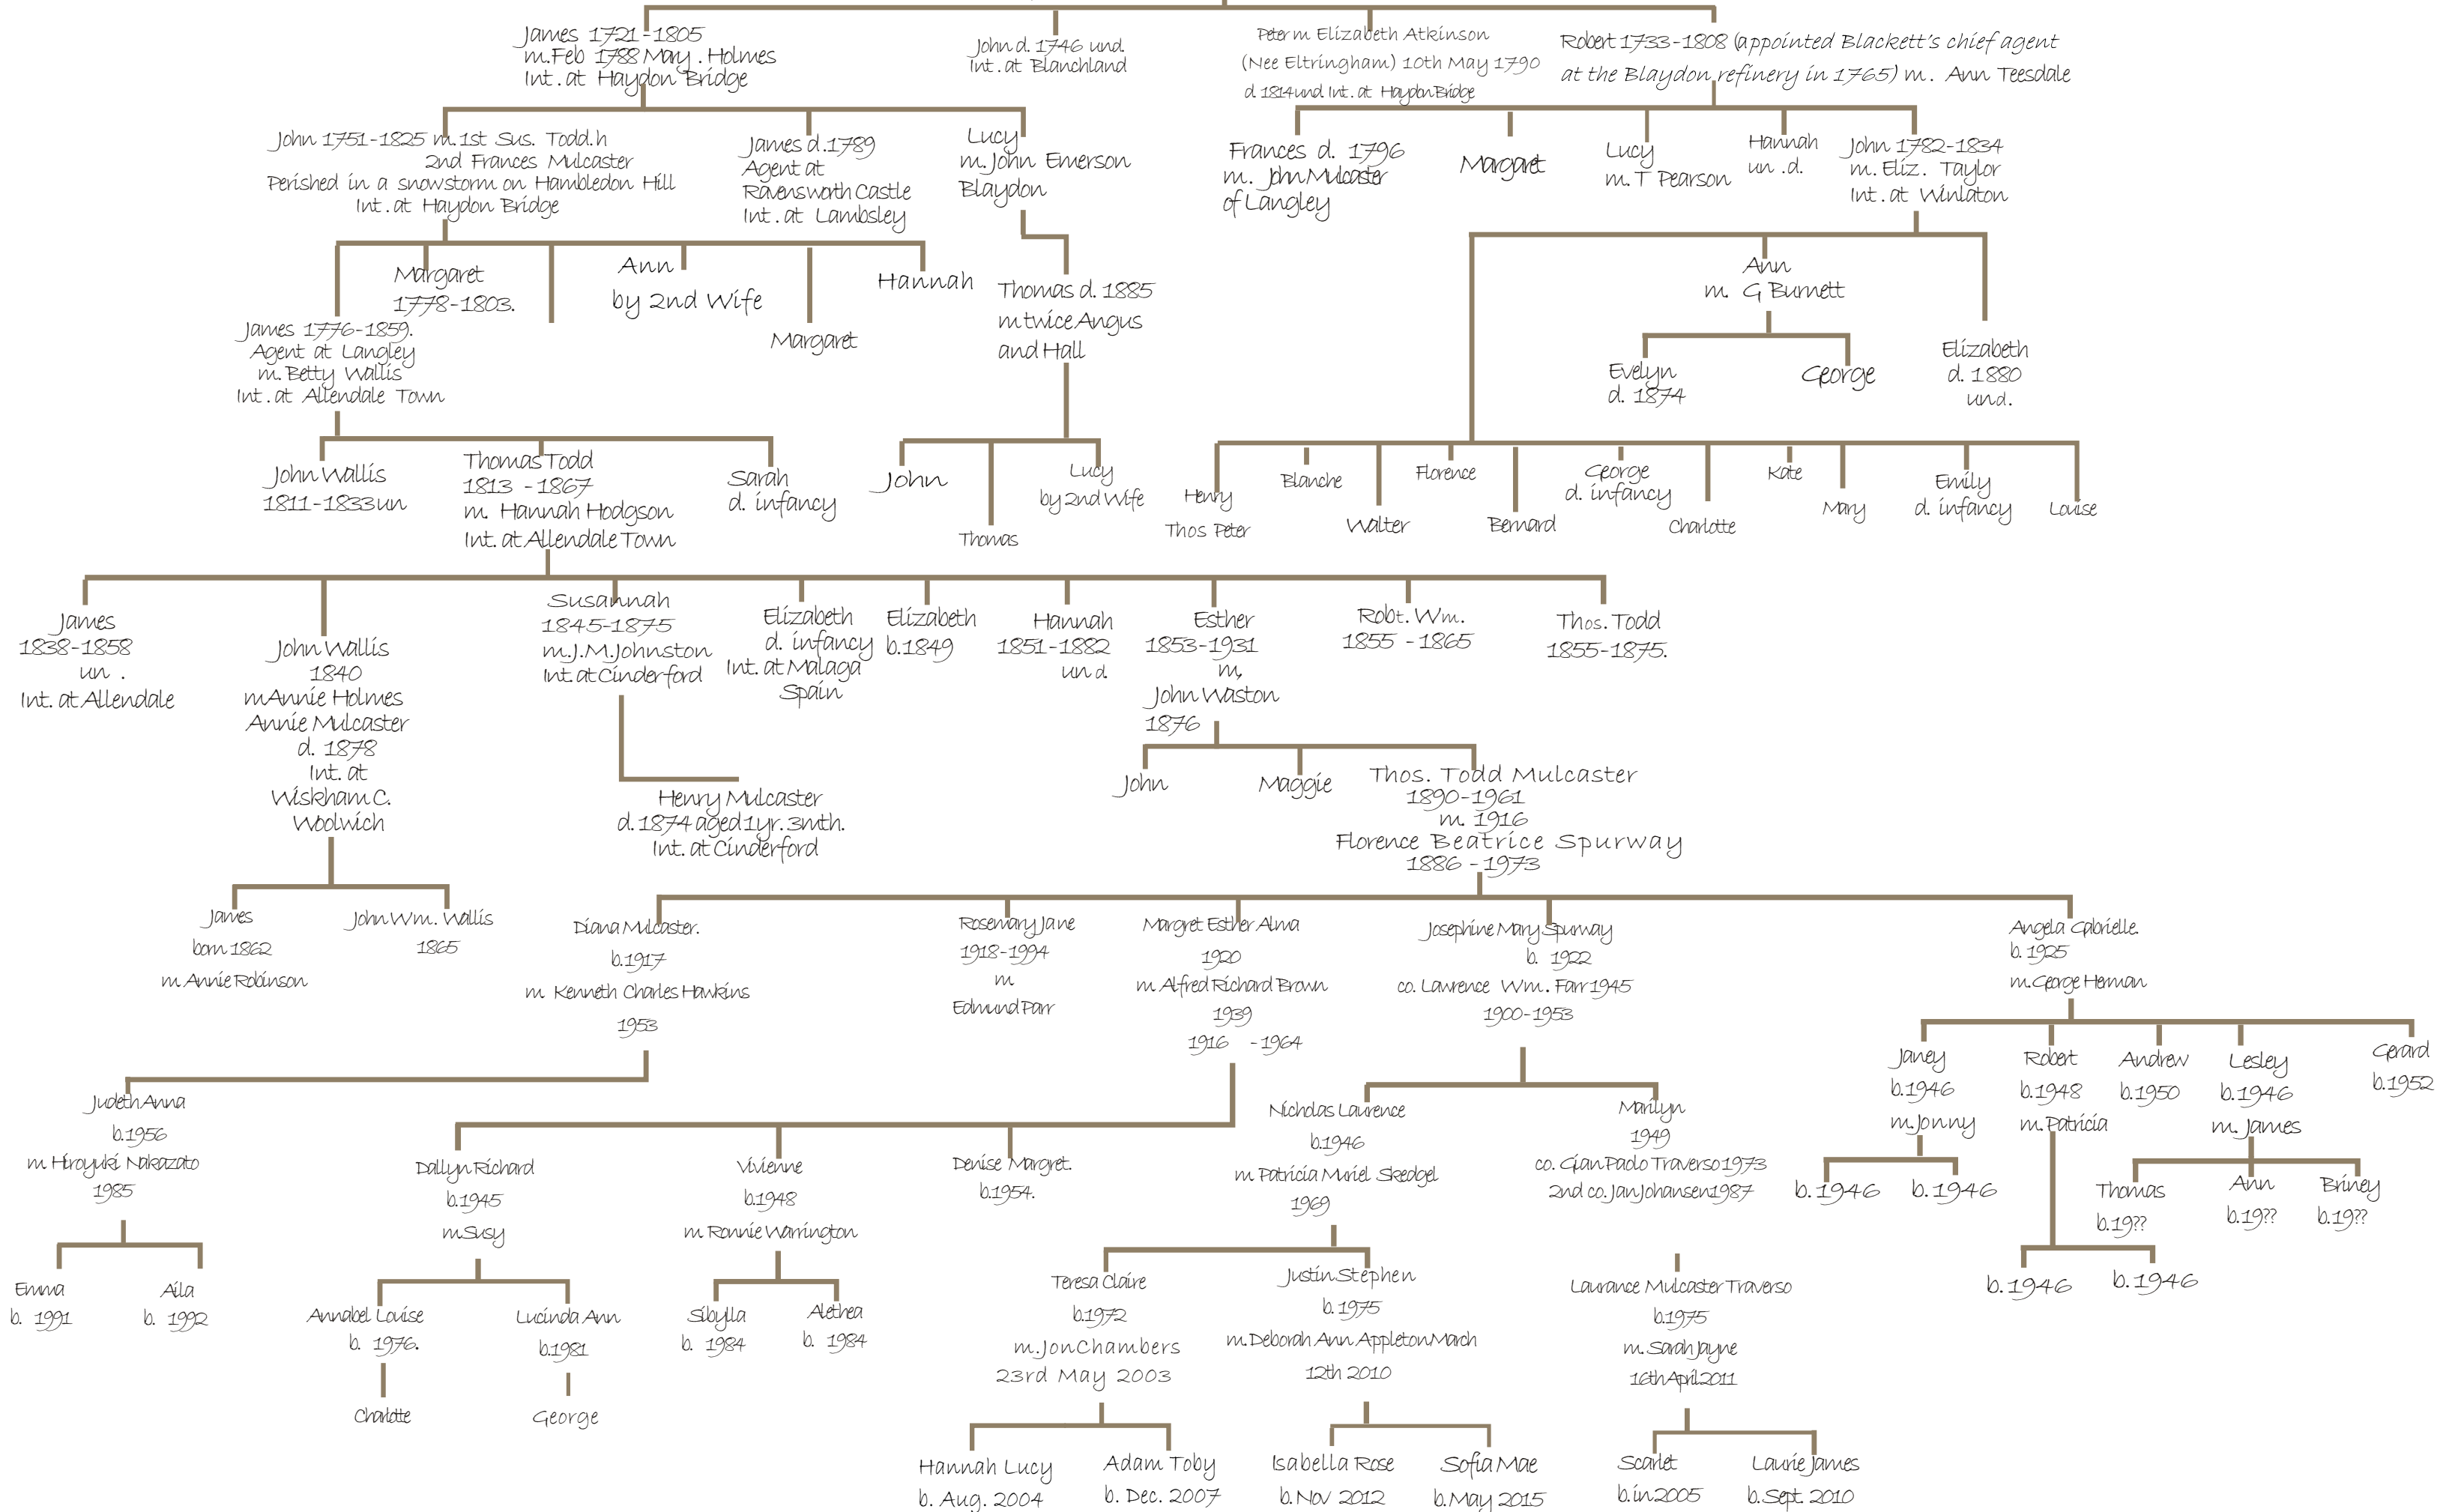 James 1721-1805
m.Feb 1788 Mary . Holmes
Int. at Haydon Bridge
John d. 1746 und.
Int. at Blanchland
Peter m Elizabeth Atkinson
(Nee Eltringham) 10th May 1790
d 1814 und. Int. at Haydon Bridge
Robert 1733-1808 (appointed Blackett's chief agent
at the Blaydon refinery in 1765) m. Ann Teesdale
John 1751-1825 m. 1st Sus. Todd.h
2nd Frances Mulcaster
Perished in a snowstorm on Hambledon Hill
Int. at Haydon Bridge
James d.1789
Agent at
Ravensworth Castle
Int. at Lambsley
Lucy
m. John Emerson
Blaydon
Frances d. 1796
m. John Mulcaster
of Langley
Margaret
Lucy
m. T Pearson
Hannah
un .d.
John 1782-1834
m. Eliz. Taylor
Int. at Winlaton
Margaret
1778-1803.
Ann
by 2nd Wife
Margaret
Hannah
Thomas d. 1885
m twice Angus
and Hall
Ann
m. G Burnett
Evelyn
d. 1874
George
Elizabeth
d. 1880
und.
James 1776-1859.
Agent at Langley
m. Betty Wallis
Int. at Allendale Town
John Wallis
1811-1833 un
Thomas Todd
1813 -1867
m. Hannah Hodgson
Int. at Allendale Town
Sarah
d. infancy
John
Thomas
Lucy
by 2nd Wife
Henry
Thos Peter
Blanche
Walter
Florence
Bernard
George
d. infancy
Charlotte
Kate
Mary
Emily
d. infancy
Louise
James
1838-1858
un .
Int. at Allendale
John Wallis
1840
m Annie Holmes
Annie Mulcaster
d. 1878
Int. at
Wiskham C.
Woolwich
Susannah
1845-1875
m.J.M.Johnston
Int. at Cinderford
Elizabeth
d. infancy
Int. at Malaga
Spain
Elizabeth
b.1849
Hannah
1851-1882
un d.
Esther
1853-1931
m,
John Waston
1876
Robt. Wm.
1855 -1865
Thos. Todd
1855-1875.
Henry Mulcaster
d. 1874 aged 1yr. 3mth.
Int. at Cinderford
John
Maggie
Thos. Todd Mulcaster
1890-1961
m. 1916
Florence Beatrice Spurway
1886 -1973
James
born 1862
m Annie Robinson
John Wm. Wallis
1865
Diana Mulcaster.
b.1917
m. Kenneth Charles Hawkins
1953
Rosemary Jane
1918-1994
m
Edmund Parr
Margret Esther Alma
1920
m Alfred Richard Brown
1939
1916 -1964
Josephine Mary Spurway
b. 1922
co. Lawrence Wm. Farr 1945
1900-1953
Angela Gabrielle.
b. 1925
m. George Herman
Janey
b.1946
m.Jonny
Robert
b.1948
m. Patricia
Andrew
b.1950
Lesley
b.1946
m. James
Gerard
b.1952
Judeth Anna
b.1956
m Hiroyuki Nakazato
1985
Dallyn Richard
b.1945
m.Susy
Vivienne
b.1948
m Ronnie Warrington
Denise Margret.
b.1954.
Nicholas Laurence
b.1946
m. Patricia Muriel Skedgel
1969
Marilyn
1949
co. Gian Paolo Traverso 1973
2nd co. Jan Johansen 1987
b.1946
b.1946
b.1946
b.1946
Thomas
b.19??
Ann
b.19??
Briney
b.19??
Emma
b. 1991
Aila
b. 1992
Annabel Louise
b. 1976.
Charlotte
Lucinda Ann
b.1981
George
Sibylla
b. 1984
Alethea
b. 1984
Teresa Claire
b.1972
m. Jon Chambers
23rd May 2003
Justin Stephen
b. 1975
m. Deborah Ann Appleton March
12th 2010
Laurance Mulcaster Traverso
b.1975
m. Sarah Jayne
16th April 2011
Hannah Lucy
b. Aug. 2004
Adam Toby
b. Dec. 2007
Isabella Rose
b. Nov 2012
Sofia Mae
b. May 2015
Scarlet
b. in 2005
Laurie James
b. Sept. 2010